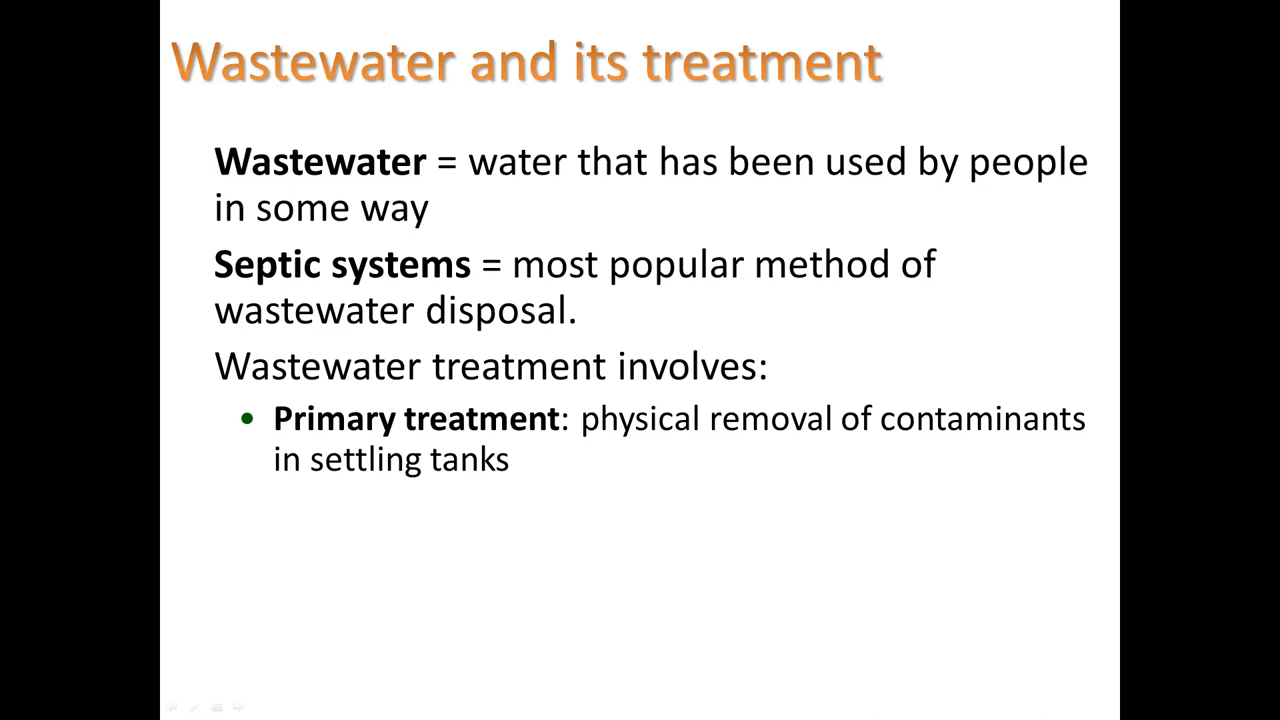 Wastewater and its treatment
Wastewater = water that has been used by people
in some way
Septic systems = most popular method of
wastewater disposal.
Wastewater treatment involves:
• Primary treatment: physical removal of contaminants
in settling tanks